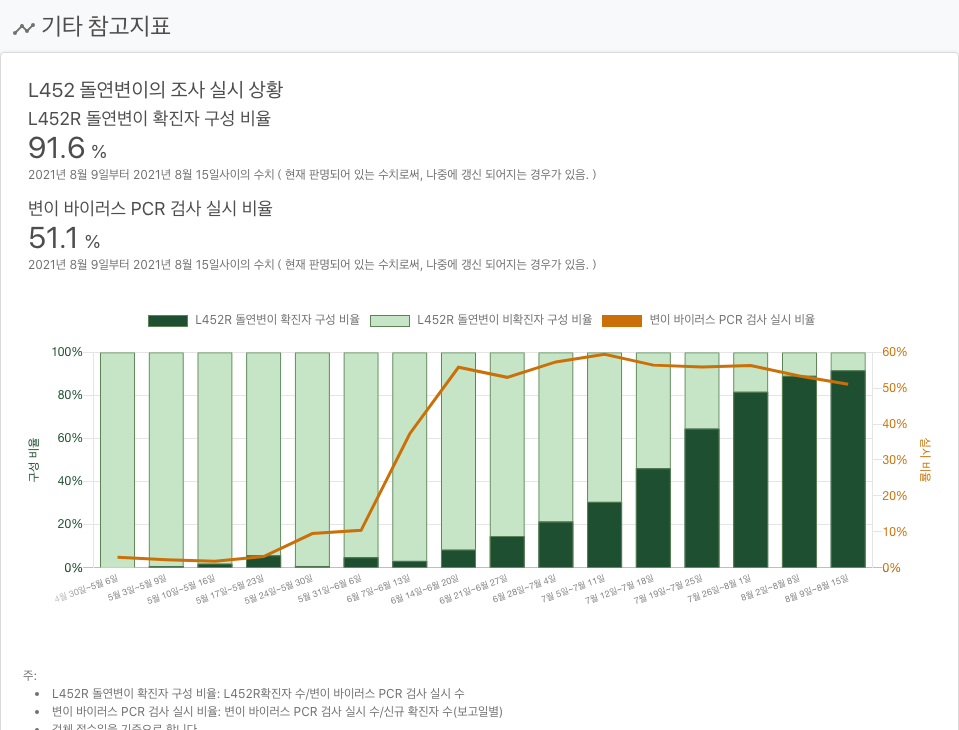 기타 참고지표
L452 돌연변이의 조사 실시 상황
L452R 돌연변이 확진자 구성 비율
91.6 %
2021년 8월 9일부터 2021년 8월 15일사이의 수치 ( 현재 판명되어 있는 수치로써, 나중에 갱신 되어지는 경우가 있음. )
변이 바이러스 PCR 검사 실시 비율
51.1 %
2021년 8월 9일부터 2021년 8월 15일사이의 수치 ( 현재 판명되어 있는 수치로써, 나중에 갱신 되어지는 경우가 있음. )
L452R 돌연변이 확진자 구성 비율 L452R 돌연변이 비확진자 구성 비율 변이 바이러스 PCR 검사 실시 비율
100% 60%
80% 50%
60% 40%
40% 30%
20% 20%
0% 10%
0%
구성 비율
실시 비율
4월 30일~5월 6일
5월 3일~5월 9일
5월 10일~5월 16일
5월 17일~5월 23일
5월 24일~5월 30일
5월 31일~6월 6일
6월 7일~6월 13일
6월 14일~6월 20일
6월 21일~6월 27일
6월 28일~7월 4일
7월 5일~7월 11일
7월 12일~7월 18일
7월 19일~7월 25일
7월 26일~8월 1일
8월 2일~8월 8일
8월 9일~8월 15일
주:
L452R 돌연변이 확진자 구성 비율: L452R확진자 수/변이 바이러스 PCR 검사 실시 수
변이 바이러스 PCR 검사 실시 비율: 변이 바이러스 PCR 검사 실시 수/신규 확진자 수(보고일별)